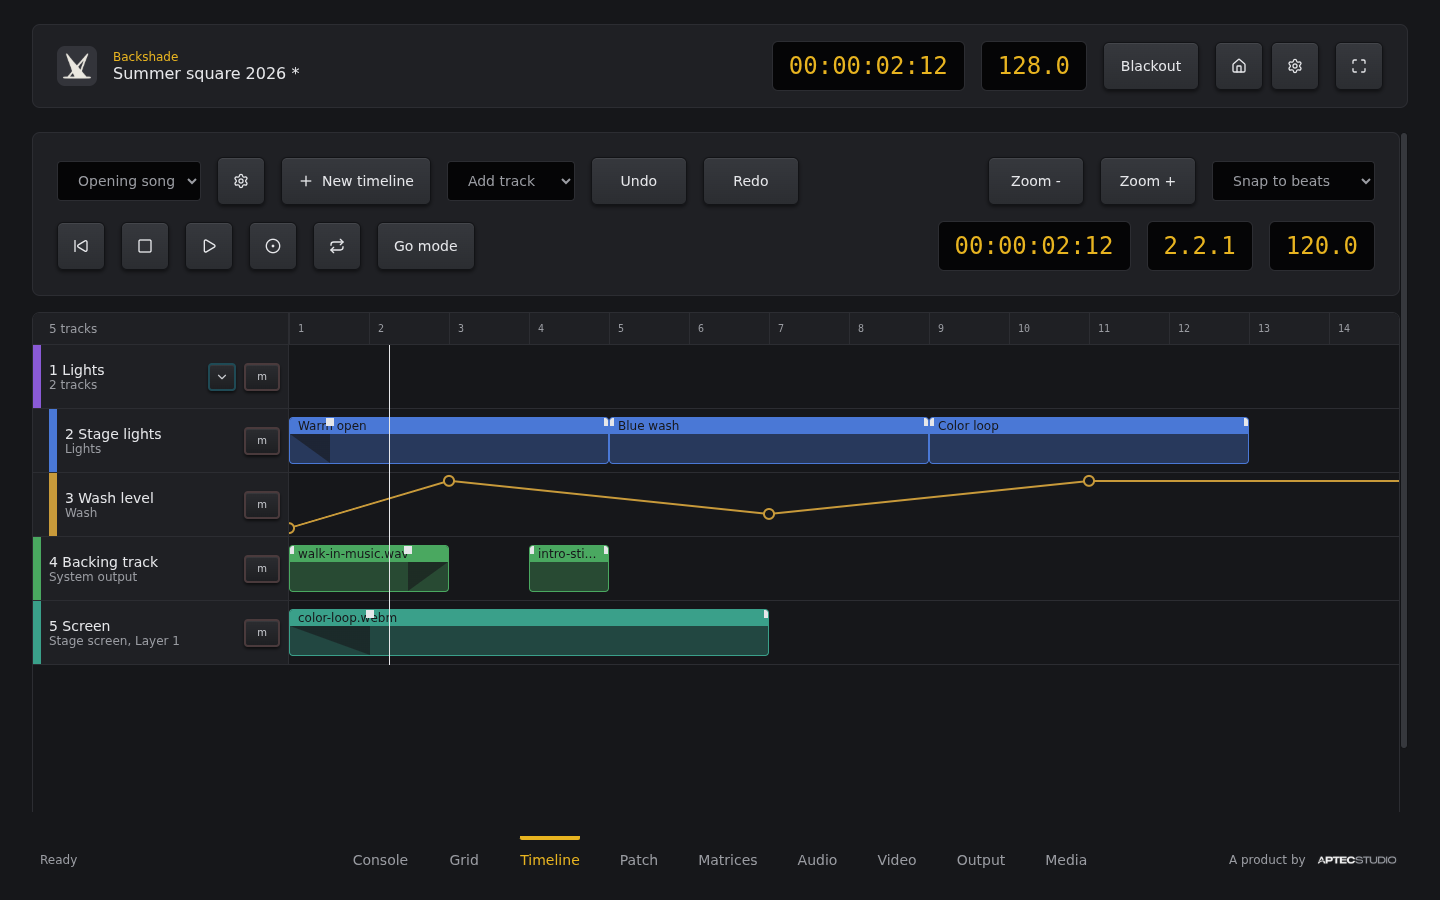 Backshade
Summer square 2026 *
00:00:02:12
128.0
Blackout
Opening song
New timeline
Add track
Undo
Redo
Zoom -
Zoom +
Snap to beats
Go mode
00:00:02:12
2.2.1
120.0
5 tracks
1 2 3 4 5 6 7 8 9 10 11 12 13 14
1 Lights
2 tracks
m
2 Stage lights
Lights
m
Warm open
Blue wash
Color loop
3 Wash level
Wash
m
4 Backing track
System output
m
walk-in-music.wav
intro-sti...
5 Screen
Stage screen, Layer 1
m
color-loop.webm
Ready
Console
Grid
Timeline
Patch
Matrices
Audio
Video
Output
Media
A product by APTECSTUDIO